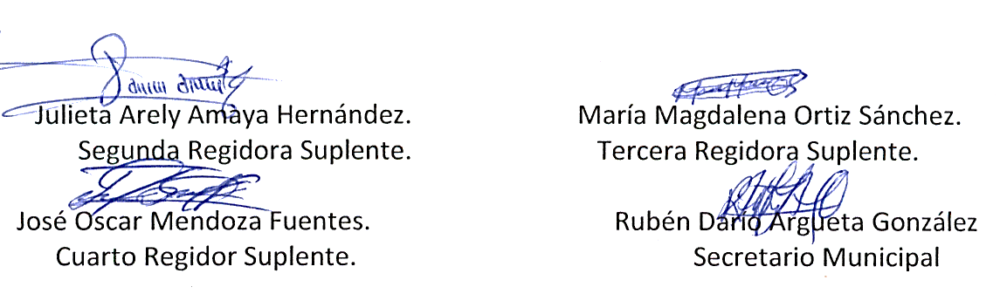 Julieta Arely Amaya Hernández.
Segunda Regidora Suplente.
María Magdalena Ortiz Sánchez.
Tercera Regidora Suplente.
José Oscar Mendoza Fuentes.
Cuarto Regidor Suplente.
Rubén Darío Argueta González
Secretario Municipal